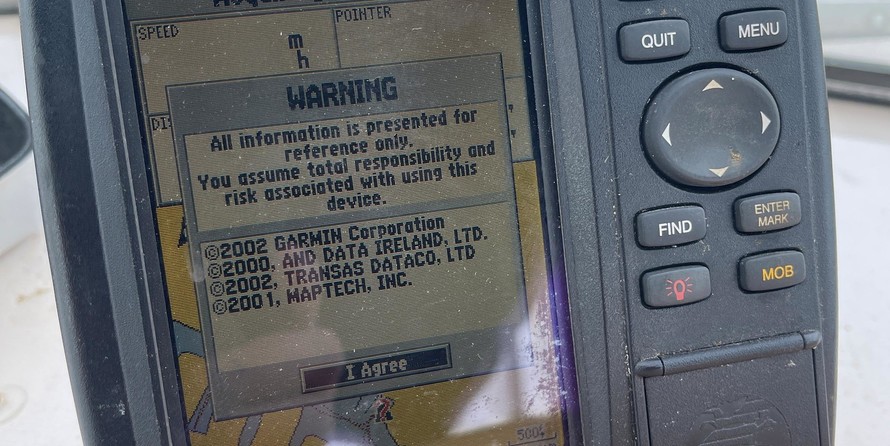 SPEED
POINTER
m
h
WARNING
All information is presented for
reference only.
You assume total responsibility and
risk associated with using this
device.
©2002 GARMIN Corporation
©2000, AND DATA IRELAND, LTD.
©2002, TRANSAS DATACO, LTD
©2001, MAPTECH, INC.
I Agree
QUIT
MENU
FIND
ENTER
MARK
MOB